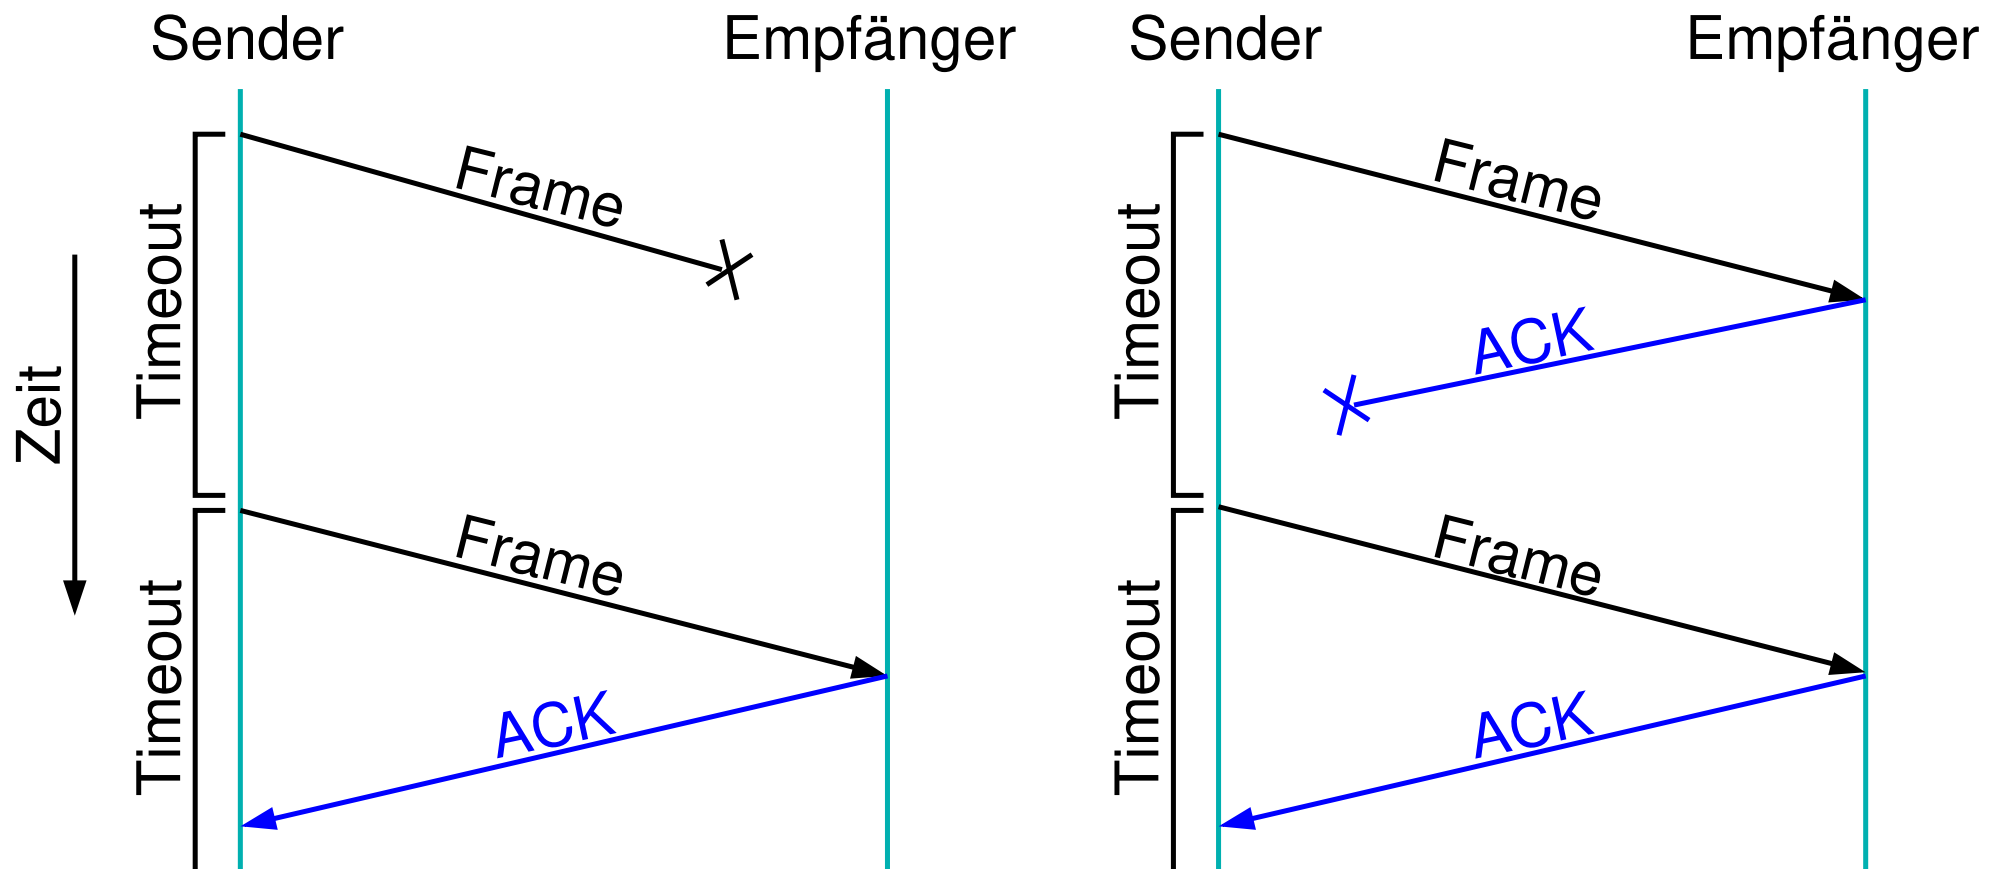 Sender
Empfänger
Sender
Empfänger
Zeit
Timeout
Frame
Timeout
Frame
ACK
Timeout
Frame
ACK
Timeout
Frame
ACK